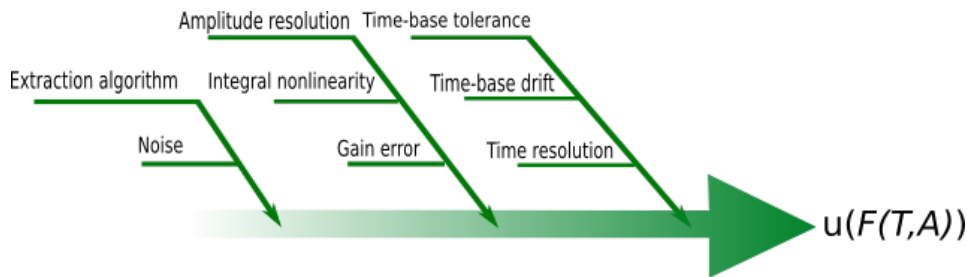 Amplitude resolution
Time-base tolerance
Extraction algorithm
Integral nonlinearity
Time-base drift
Noise
Gain error
Time resolution
u(F(T,A))